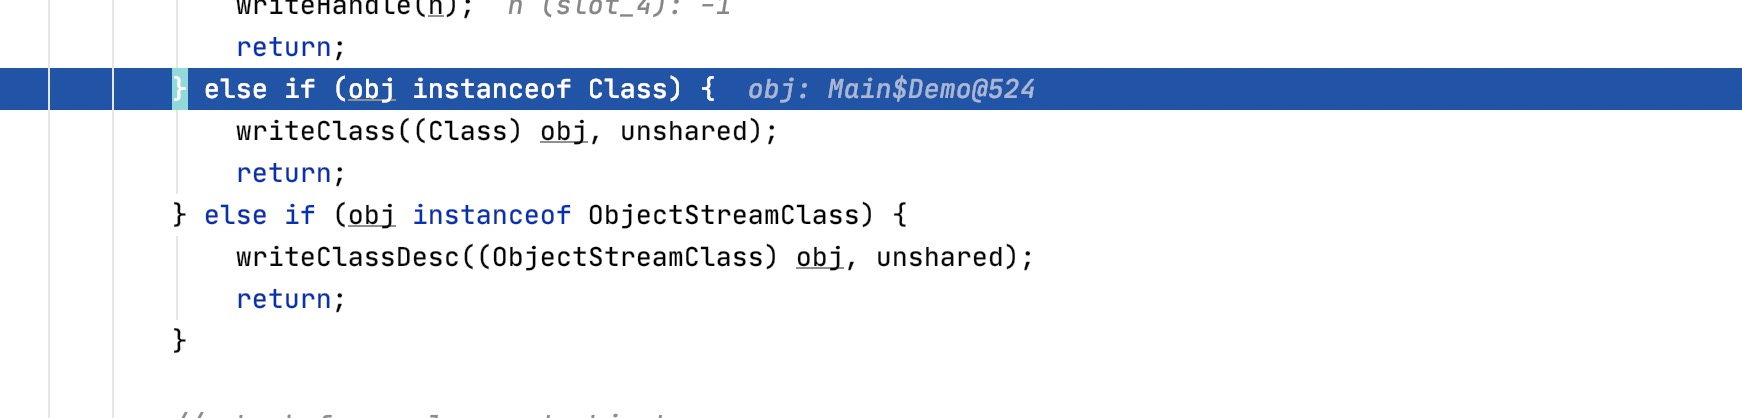 writeHandle(h);  h (slot_4): -1
return;
} else if (obj instanceof Class) {  obj: Main$Demo@524
writeClass((Class) obj, unshared);
return;
} else if (obj instanceof ObjectStreamClass) {
writeClassDesc((ObjectStreamClass) obj, unshared);
return;
}
//